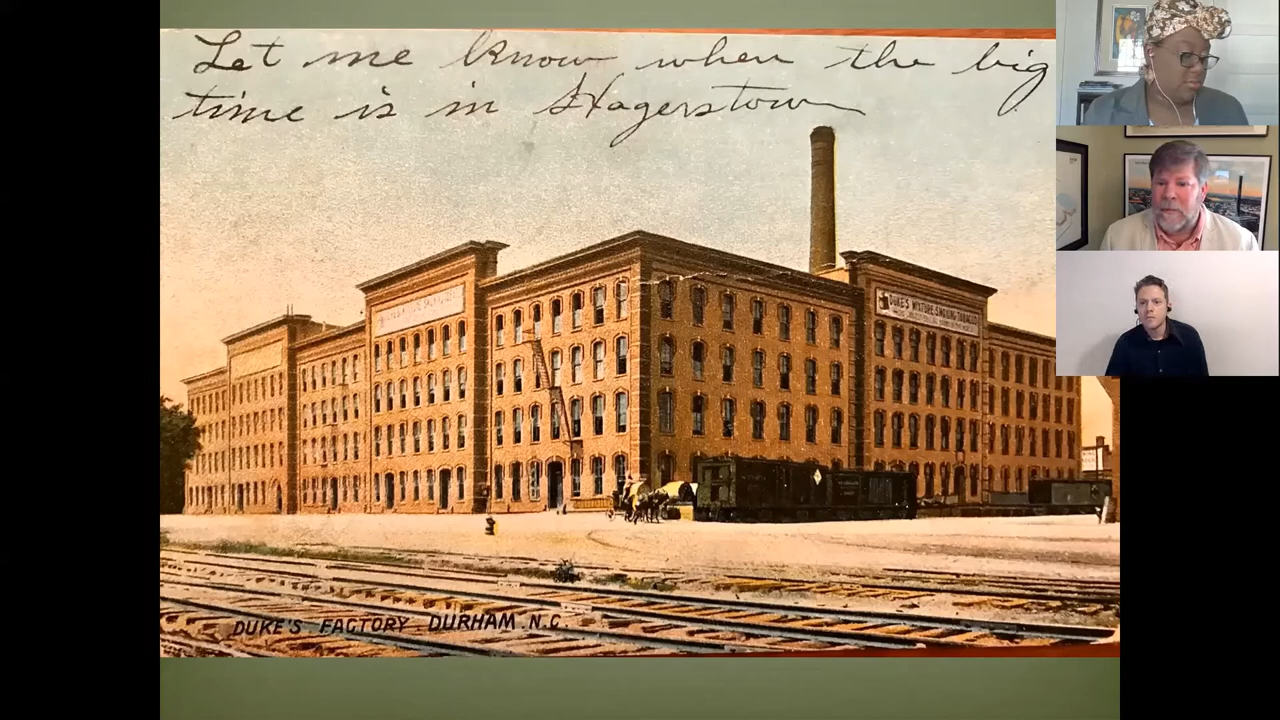 Let me know when the big
time is in Hagerstown
DUKE'S MIXTURE SMOKING TOBACCO
DUKE'S FACTORY. DURHAM. N.C.